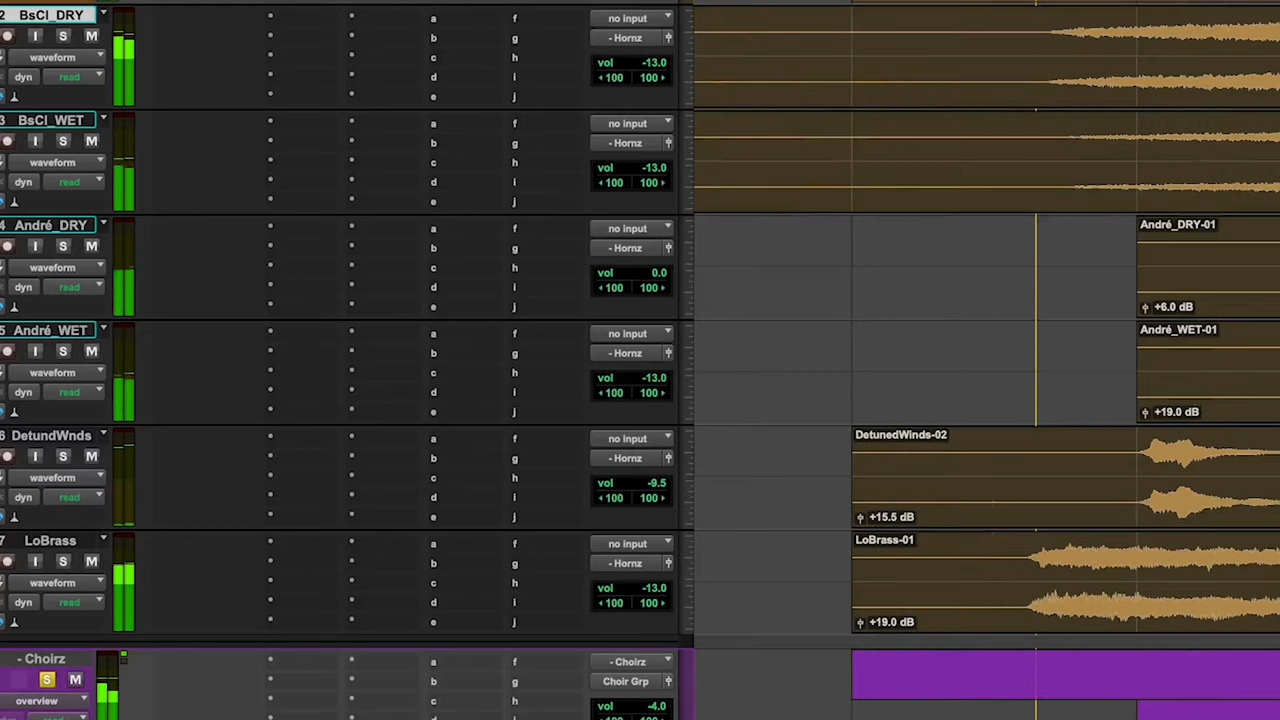 2 BsCl_DRY
I S M
waveform
dyn read
a f
b g
c h
d i
e j
no input
- Hornz
vol -13.0
100 100
3 BsCl_WET
I S M
waveform
dyn read
a f
b g
c h
d i
e j
no input
- Hornz
vol -13.0
100 100
4 André_DRY
I S M
waveform
dyn read
a f
b g
c h
d i
e j
no input
- Hornz
vol 0.0
100 100
André_DRY-01
+6.0 dB
5 André_WET
I S M
waveform
dyn read
a f
b g
c h
d i
e j
no input
- Hornz
vol -13.0
100 100
André_WET-01
+19.0 dB
6 DetundWnds
I S M
waveform
dyn read
a f
b g
c h
d i
e j
no input
- Hornz
vol -9.5
100 100
DetunedWinds-02
+15.5 dB
7 LoBrass
I S M
waveform
dyn read
a f
b g
c h
d i
e j
no input
- Hornz
vol -13.0
100 100
LoBrass-01
+19.0 dB
- Choirz
S M
overview
a f
b g
c h
- Choirz
Choir Grp
vol -4.0